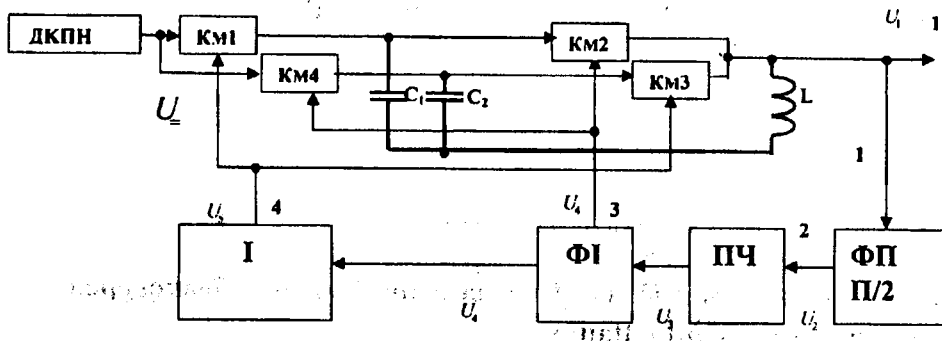 U₁ 1
ДКПН
Км1
Км2
Км4
Км3
C₁
C₂
L
U=
1
U₅ 4
U₄ 3
2
І
ФІ
ПЧ
ФП
П/2
U₄
U₃
U₂